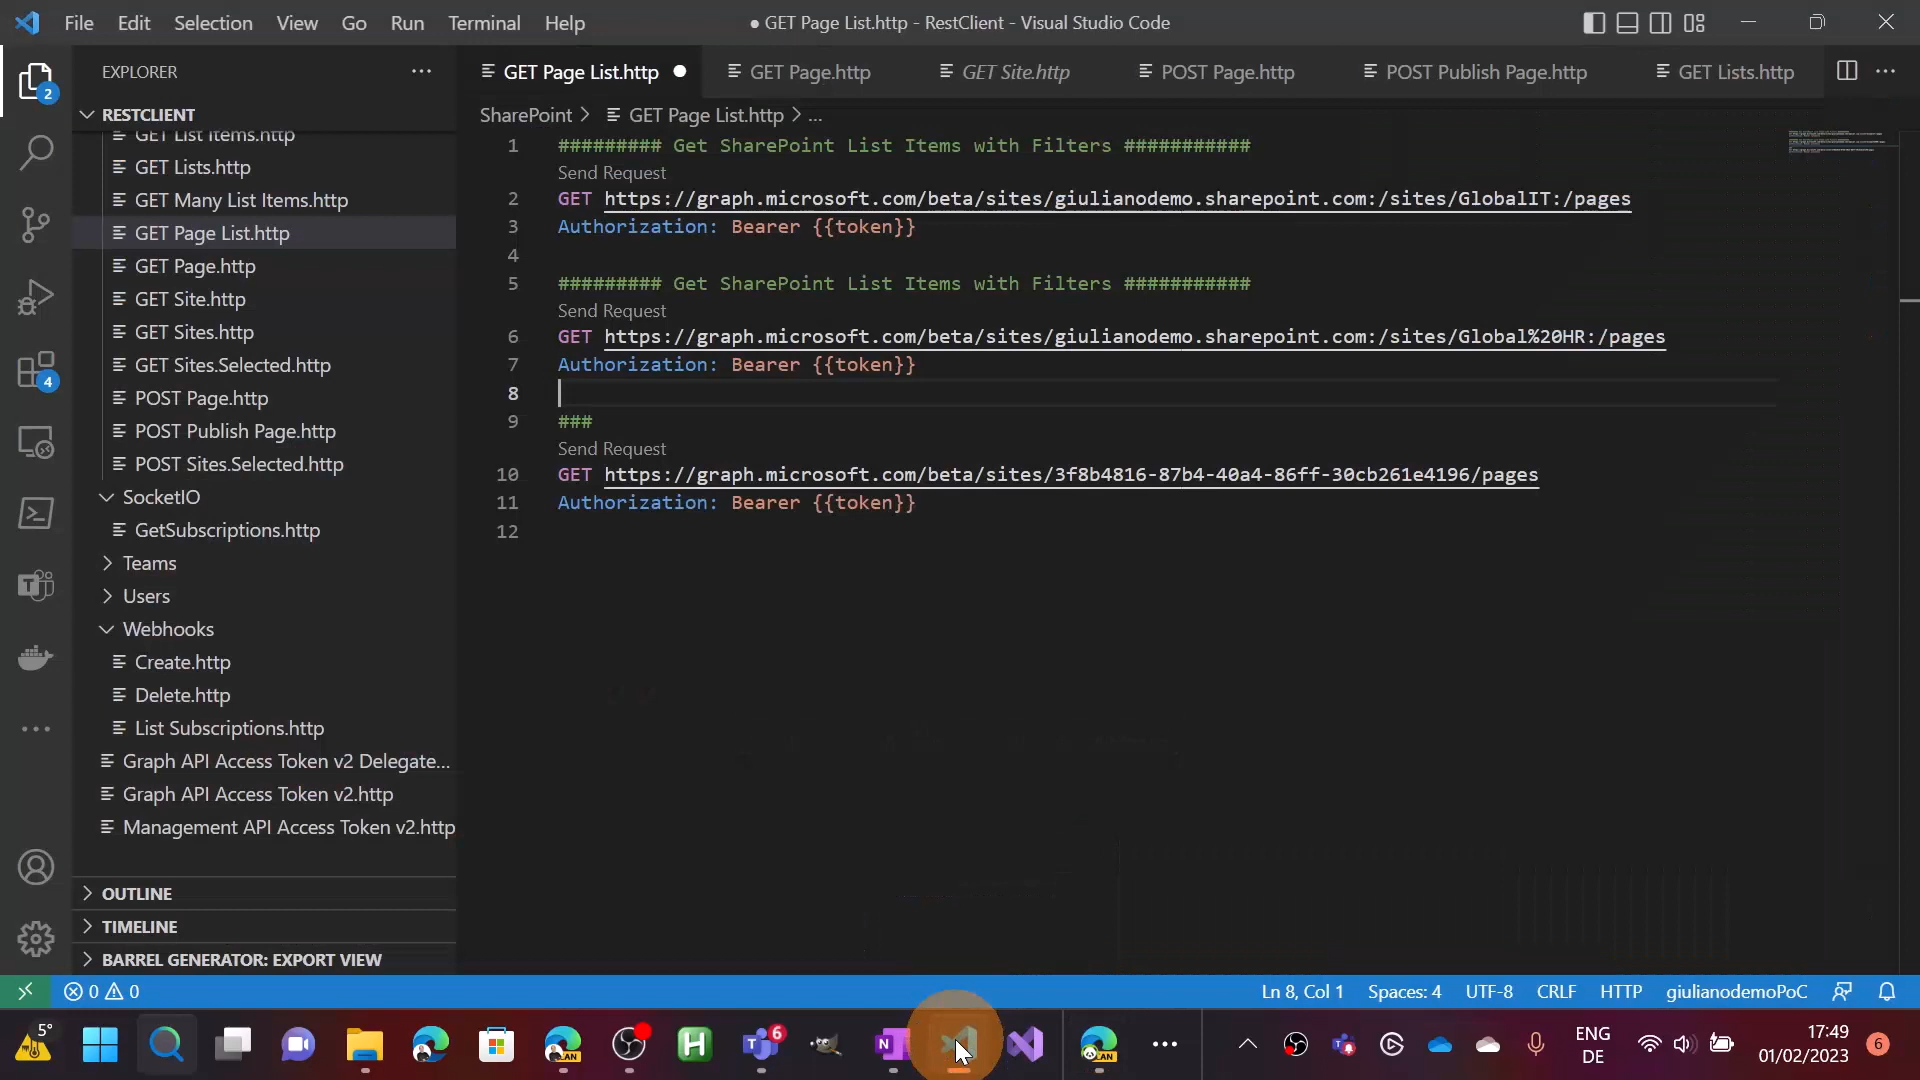 File Edit Selection View Go Run Terminal Help
● GET Page List.http - RestClient - Visual Studio Code
EXPLORER
GET Page List.http GET Page.http GET Site.http POST Page.http POST Publish Page.http GET Lists.http
RESTCLIENT
SharePoint > GET Page List.http > ...
GET List Items.http
GET Lists.http
GET Many List Items.http
GET Page List.http
GET Page.http
GET Site.http
GET Sites.http
GET Sites.Selected.http
POST Page.http
POST Publish Page.http
POST Sites.Selected.http
SocketIO
GetSubscriptions.http
Teams
Users
Webhooks
Create.http
Delete.http
List Subscriptions.http
Graph API Access Token v2 Delegate...
Graph API Access Token v2.http
Management API Access Token v2.http
OUTLINE
TIMELINE
BARREL GENERATOR: EXPORT VIEW
2
4
1 ######### Get SharePoint List Items with Filters ###########
Send Request
2 GET https://graph.microsoft.com/beta/sites/giulianodemo.sharepoint.com:/sites/GlobalIT:/pages
3 Authorization: Bearer {{token}}
4
5 ######### Get SharePoint List Items with Filters ###########
Send Request
6 GET https://graph.microsoft.com/beta/sites/giulianodemo.sharepoint.com:/sites/Global%20HR:/pages
7 Authorization: Bearer {{token}}
8
9 ###
Send Request
10 GET https://graph.microsoft.com/beta/sites/3f8b4816-87b4-40a4-86ff-30cb261e4196/pages
11 Authorization: Bearer {{token}}
12
0 0 Ln 8, Col 1 Spaces: 4 UTF-8 CRLF HTTP giulianodemoPoC
5°
6
ENG
DE
17:49
01/02/2023
6